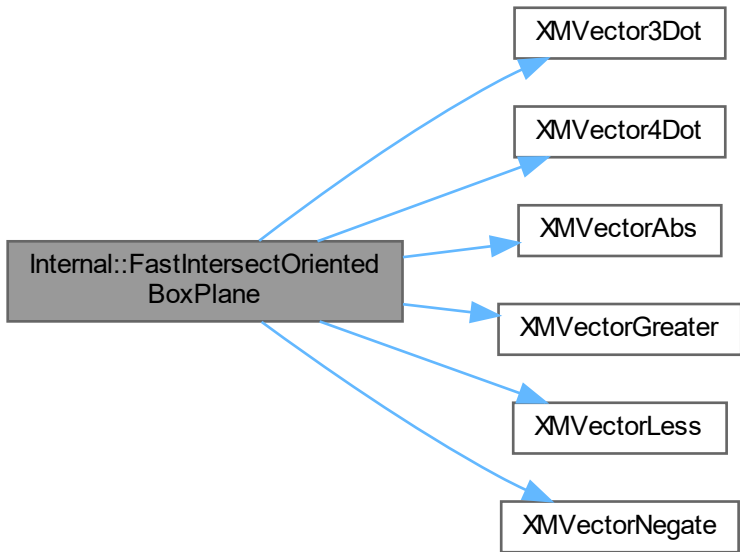 XMVector3Dot
XMVector4Dot
XMVectorAbs
Internal::FastIntersectOriented
BoxPlane
XMVectorGreater
XMVectorLess
XMVectorNegate